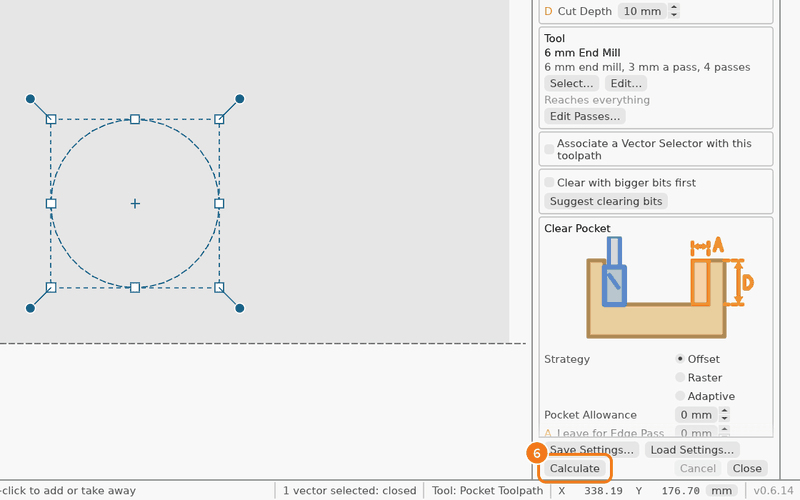 D Cut Depth 10 mm
Tool
6 mm End Mill
6 mm end mill, 3 mm a pass, 4 passes
Select... Edit...
Reaches everything
Edit Passes...
Associate a Vector Selector with this
toolpath
Clear with bigger bits first
Suggest clearing bits
Clear Pocket
A
D
Strategy Offset
Raster
Adaptive
Pocket Allowance 0 mm
A Leave for Edge Pass 0 mm
6
Save Settings... Load Settings...
Calculate Cancel Close
-click to add or take away 1 vector selected: closed Tool: Pocket Toolpath X 338.19 Y 176.70 mm v0.6.14